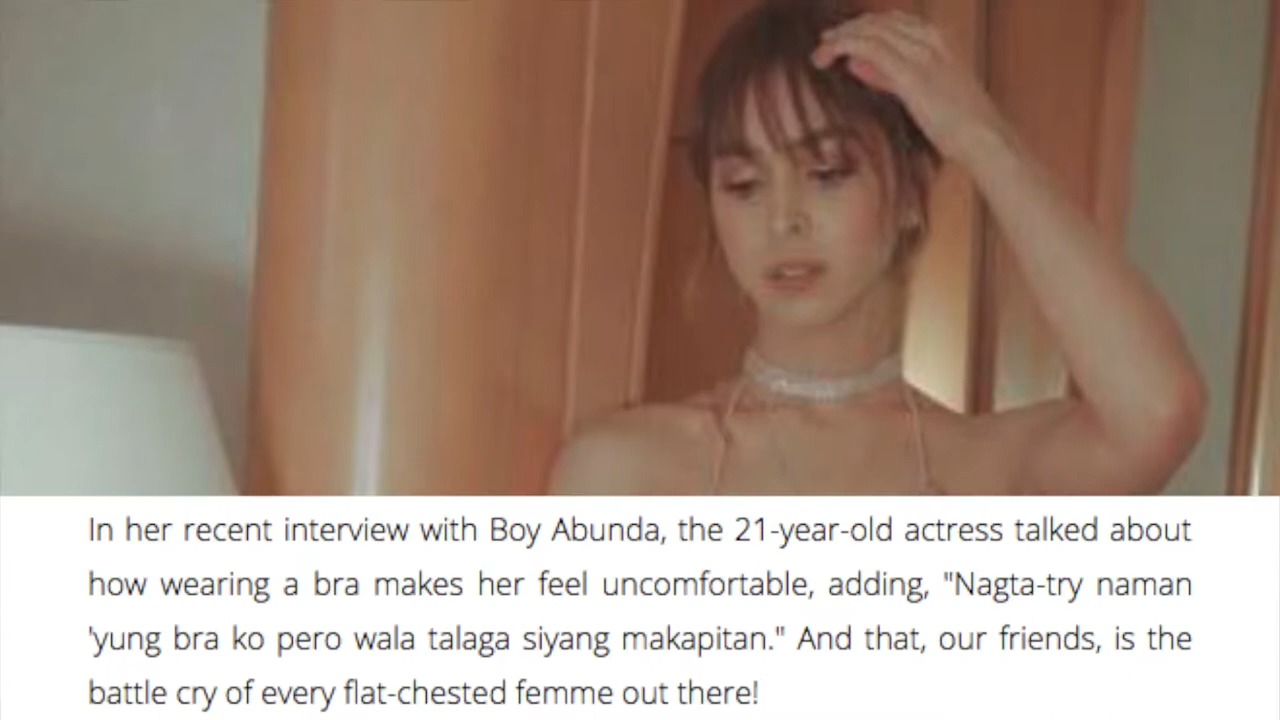 In her recent interview with Boy Abunda, the 21-year-old actress talked about
how wearing a bra makes her feel uncomfortable, adding, "Nagta-try naman
'yung bra ko pero wala talaga siyang makapitan." And that, our friends, is the
battle cry of every flat-chested femme out there!